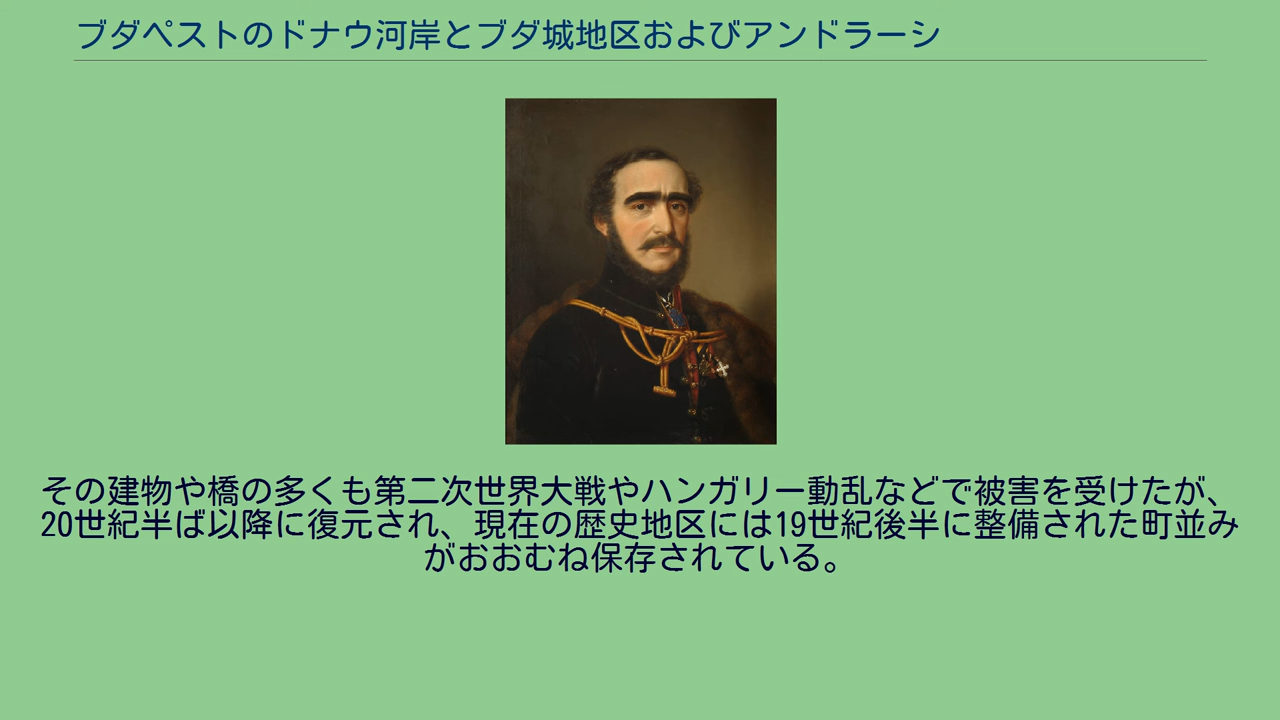 ブダペストのドナウ河岸とブダ城地区およびアンドラーシ
その建物や橋の多くも第二次世界大戦やハンガリー動乱などで被害を受けたが、
20世紀半ば以降に復元され、現在の歴史地区には19世紀後半に整備された町並み
がおおむね保存されている。